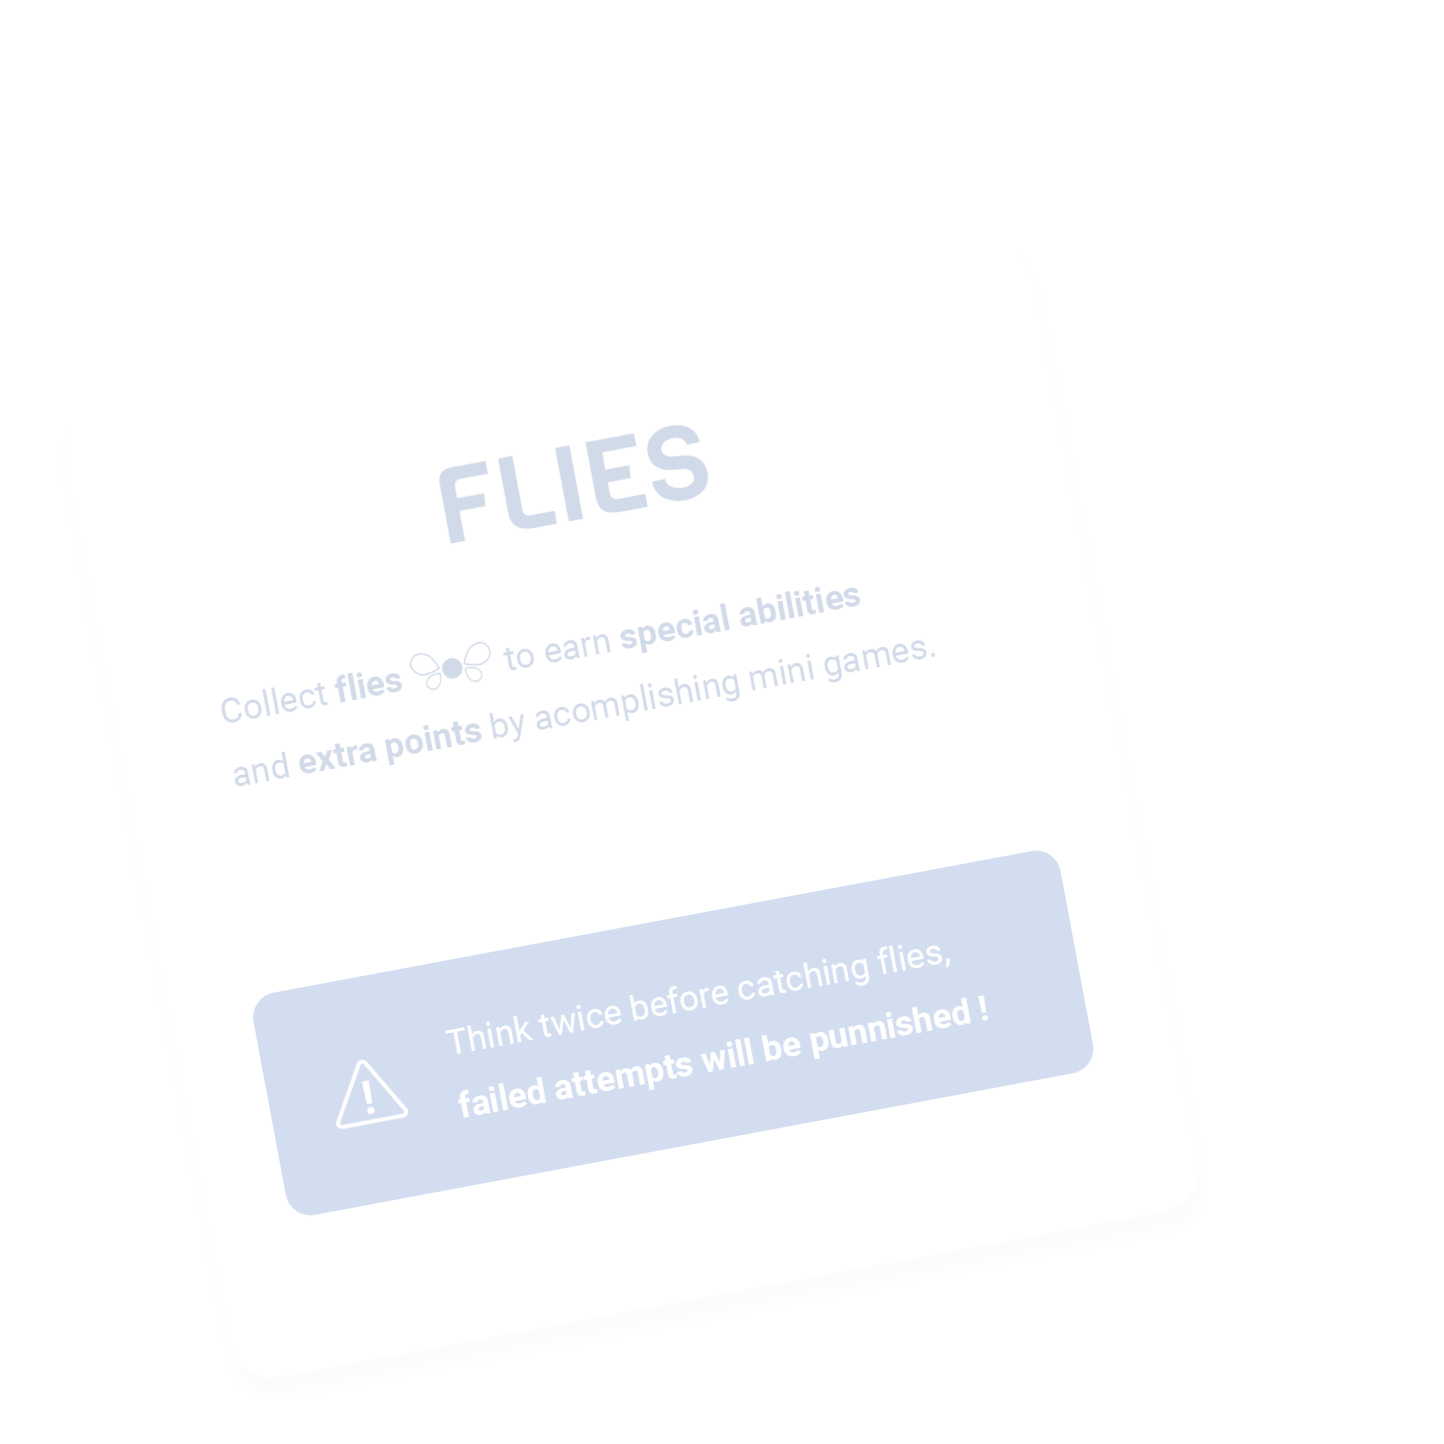 FLIES
Collect flies to earn special abilities
and extra points by acomplishing mini games.
Think twice before catching flies,
failed attempts will be punnished !